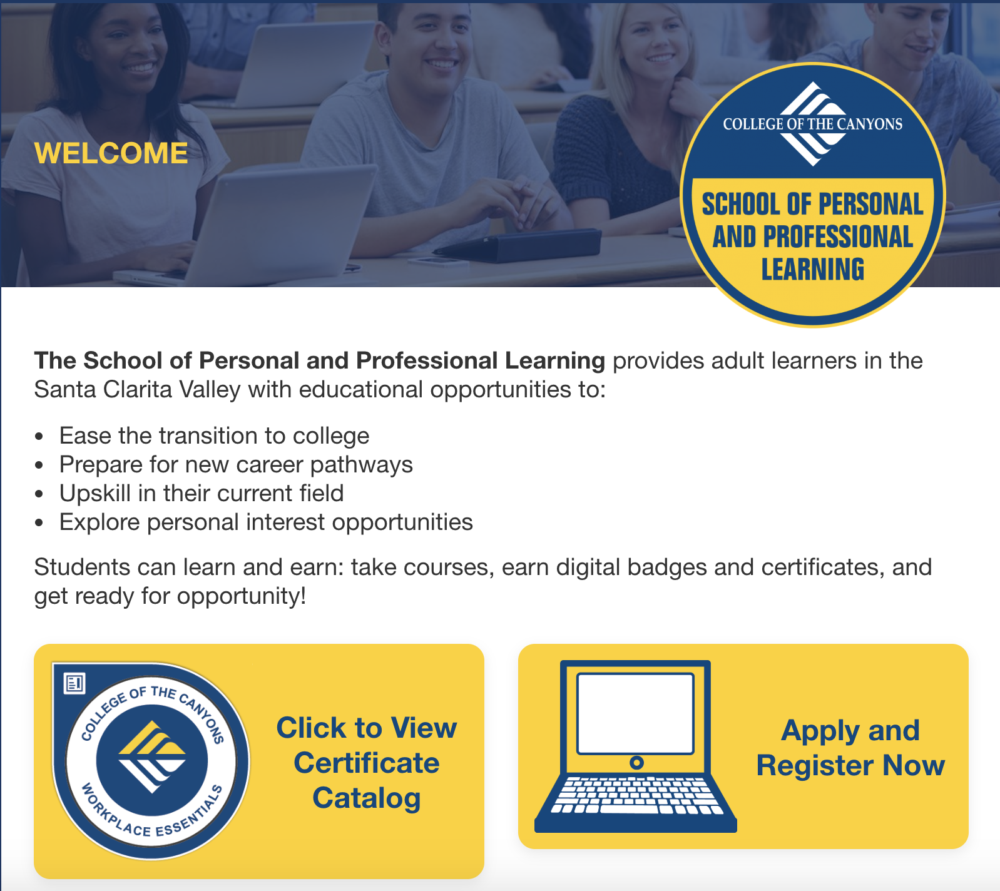 WELCOME
COLLEGE OF THE CANYONS
SCHOOL OF PERSONAL
AND PROFESSIONAL
LEARNING
The School of Personal and Professional Learning provides adult learners in the
Santa Clarita Valley with educational opportunities to:
• Ease the transition to college
• Prepare for new career pathways
• Upskill in their current field
• Explore personal interest opportunities
Students can learn and earn: take courses, earn digital badges and certificates, and
get ready for opportunity!
COLLEGE OF THE CANYONS
WORKPLACE ESSENTIALS
Click to View
Certificate
Catalog
Apply and
Register Now